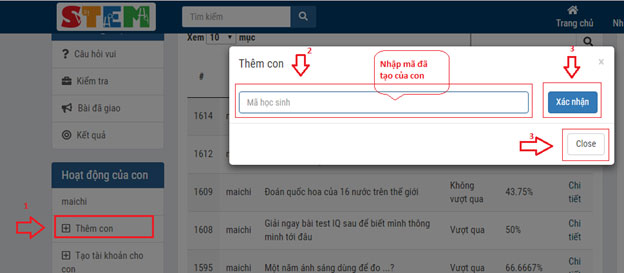 STEM
Tìm kiếm
Trang chủ
Nh
Câu hỏi vui
Kiểm tra
Bài đã giao
Kết quả
Hoạt động của con
maichi
1
Thêm con
Tạo tài khoản cho
con
Xem 10 mục
#
1614
1612
1609 maichi Đoán quốc hoa của 16 nước trên thế giới Không vượt qua 43.75% Chi tiết
1608 maichi Giải ngay bài test IQ sau để biết mình thông minh tới đâu Vượt qua 50% Chi tiết
1595 maichi Một năm ánh sáng dùng để đo ...? Vượt qua 66.6667% Chi
Thêm con
2
Nhập mã đã
tạo của con
3
x
Mã học sinh
Xác nhận
3
Close